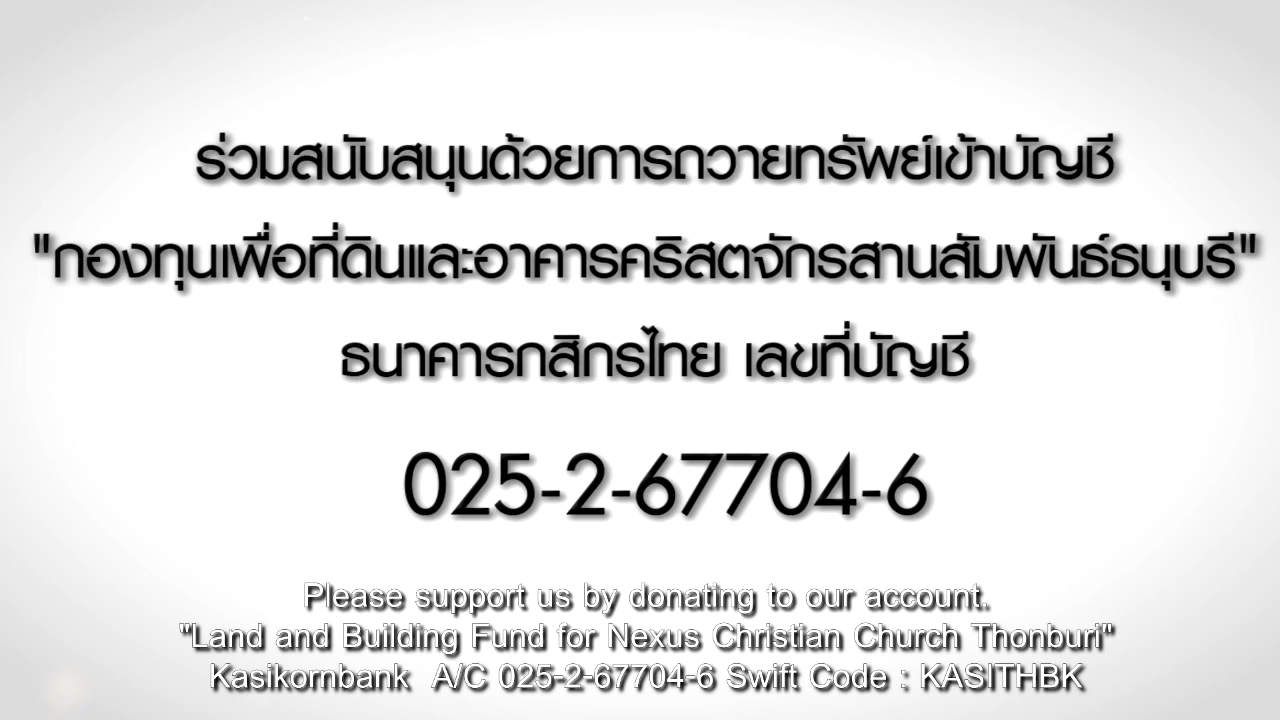 ร่วมสนับสนุนด้วยการถวายทรัพย์เข้าบัญชี
"กองทุนเพื่อที่ดินและอาคารคริสตจักรสานสัมพันธ์ธนุบรี"
ธนาคารกสิกรไทย เลขที่บัญชี
025-2-67704-6
Please support us by donating to our account.
"Land and Building Fund for Nexus Christian Church Thonburi"
Kasikornbank A/C 025-2-67704-6 Swift Code : KASITHBK